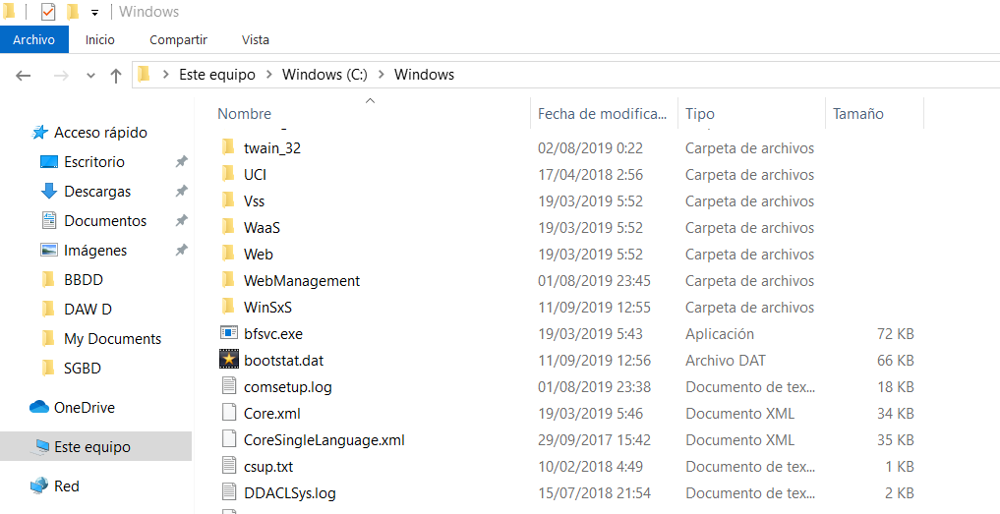 Windows
Archivo Inicio Compartir Vista
Este equipo Windows (C:) Windows
Acceso rápido
Escritorio
Descargas
Documentos
Imágenes
BBDD
DAW D
My Documents
SGBD
OneDrive
Este equipo
Red
Nombre Fecha de modifica... Tipo Tamaño
twain_32 02/08/2019 0:22 Carpeta de archivos
UCI 17/04/2018 2:56 Carpeta de archivos
Vss 19/03/2019 5:52 Carpeta de archivos
WaaS 19/03/2019 5:52 Carpeta de archivos
Web 19/03/2019 5:52 Carpeta de archivos
WebManagement 01/08/2019 23:45 Carpeta de archivos
WinSxS 11/09/2019 12:55 Carpeta de archivos
bfsvc.exe 19/03/2019 5:43 Aplicación 72 KB
bootstat.dat 11/09/2019 12:56 Archivo DAT 66 KB
comsetup.log 01/08/2019 23:38 Documento de tex... 18 KB
Core.xml 19/03/2019 5:46 Documento XML 34 KB
CoreSingleLanguage.xml 29/09/2017 15:42 Documento XML 35 KB
csup.txt 10/02/2018 4:49 Documento de tex... 1 KB
DDACLSys.log 15/07/2018 21:54 Documento de tex... 2 KB